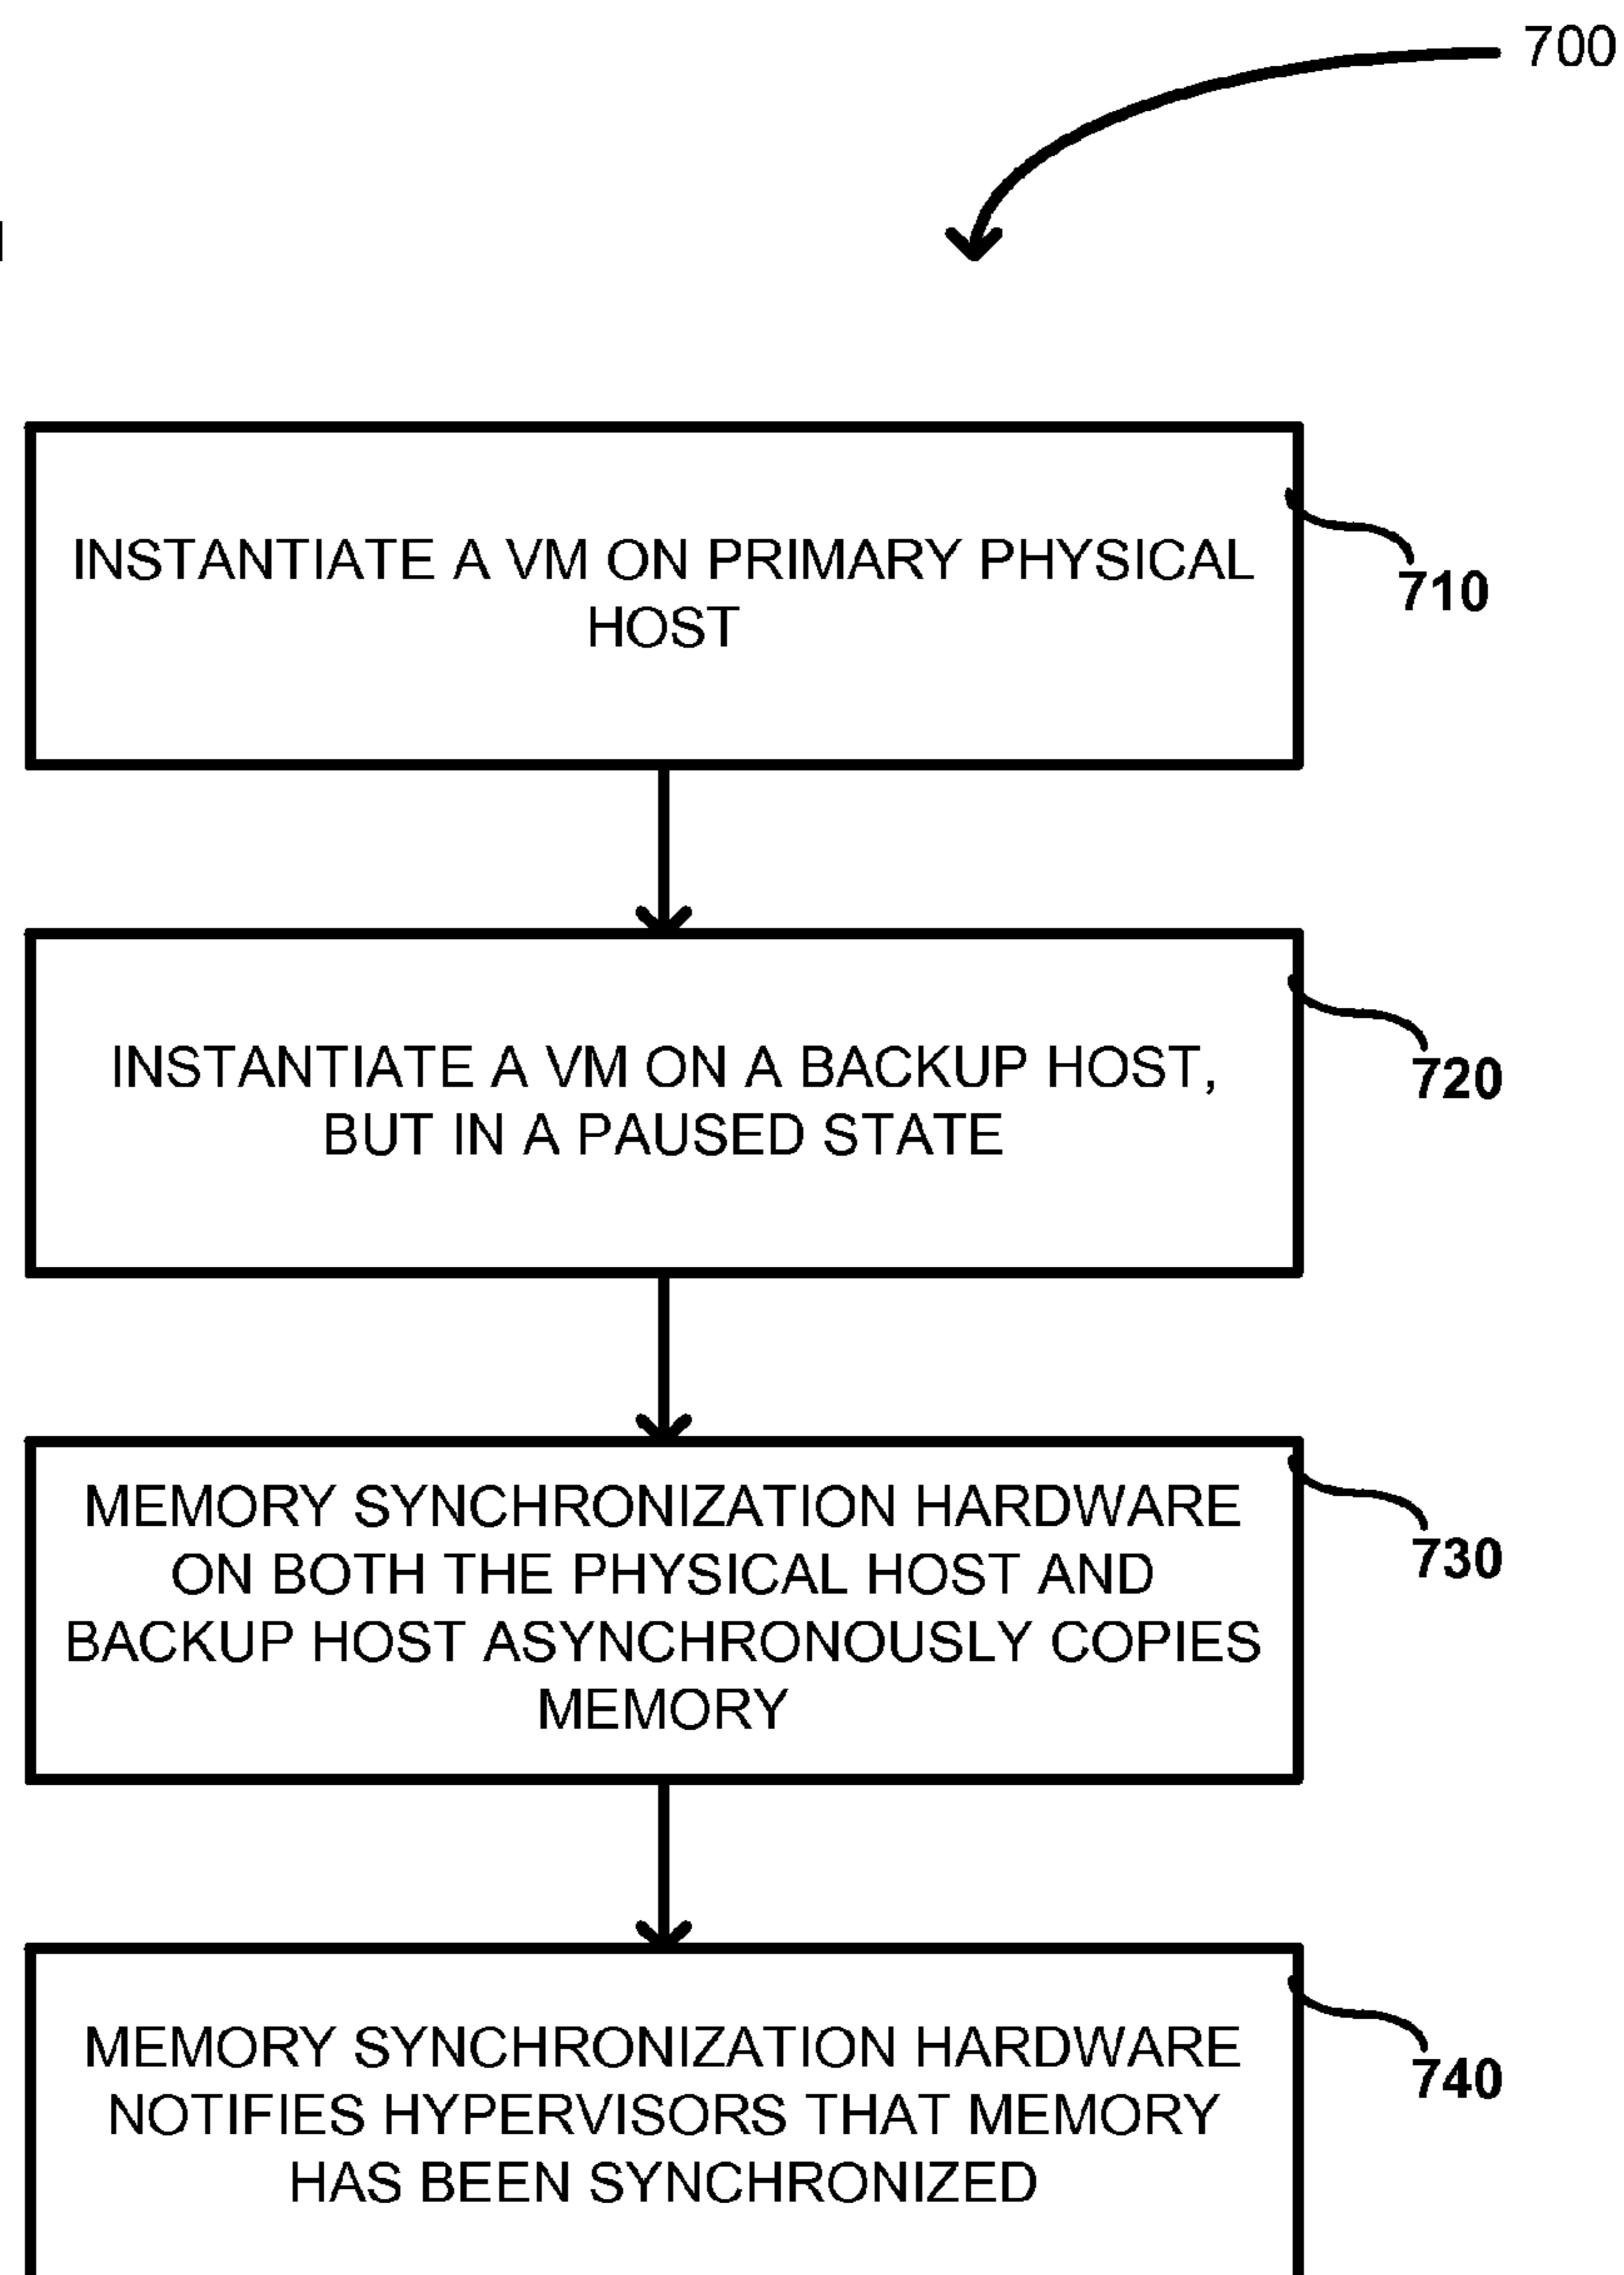 700
INSTANTIATE A VM ON PRIMARY PHYSICAL
HOST
710
INSTANTIATE A VM ON A BACKUP HOST,
BUT IN A PAUSED STATE
720
MEMORY SYNCHRONIZATION HARDWARE
ON BOTH THE PHYSICAL HOST AND
BACKUP HOST ASYNCHRONOUSLY COPIES
MEMORY
730
MEMORY SYNCHRONIZATION HARDWARE
NOTIFIES HYPERVISORS THAT MEMORY
HAS BEEN SYNCHRONIZED
740